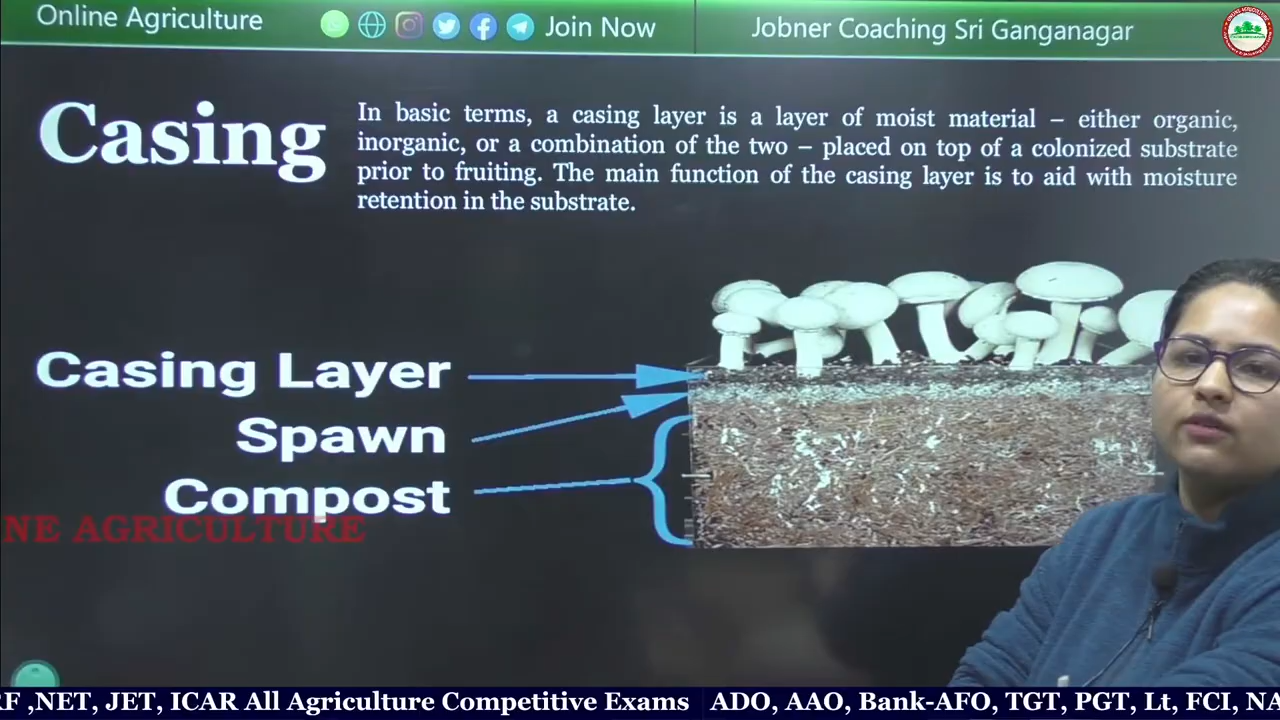 Online Agriculture
Join Now
Jobner Coaching Sri Ganganagar
Casing
In basic terms, a casing layer is a layer of moist material – either organic,
inorganic, or a combination of the two – placed on top of a colonized substrate
prior to fruiting. The main function of the casing layer is to aid with moisture
retention in the substrate.
Casing Layer
Spawn
Compost
NE AGRICULTURE
RF ,NET, JET, ICAR All Agriculture Competitive Exams ADO, AAO, Bank-AFO, TGT, PGT, Lt, FCI, NA